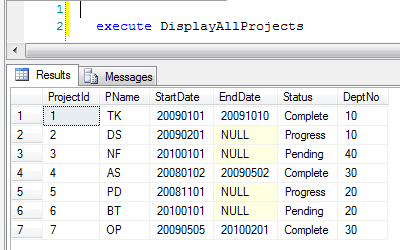 1
2 execute DisplayAllProjects
Results Messages
ProjectId PName StartDate EndDate Status DeptNo
1 1 TK 20090101 20091010 Complete 10
2 2 DS 20090201 NULL Progress 10
3 3 NF 20100101 NULL Pending 40
4 4 AS 20080102 20090502 Complete 30
5 5 PD 20081101 NULL Progress 20
6 6 BT 20100101 NULL Pending 20
7 7 OP 20090505 20100201 Complete 30